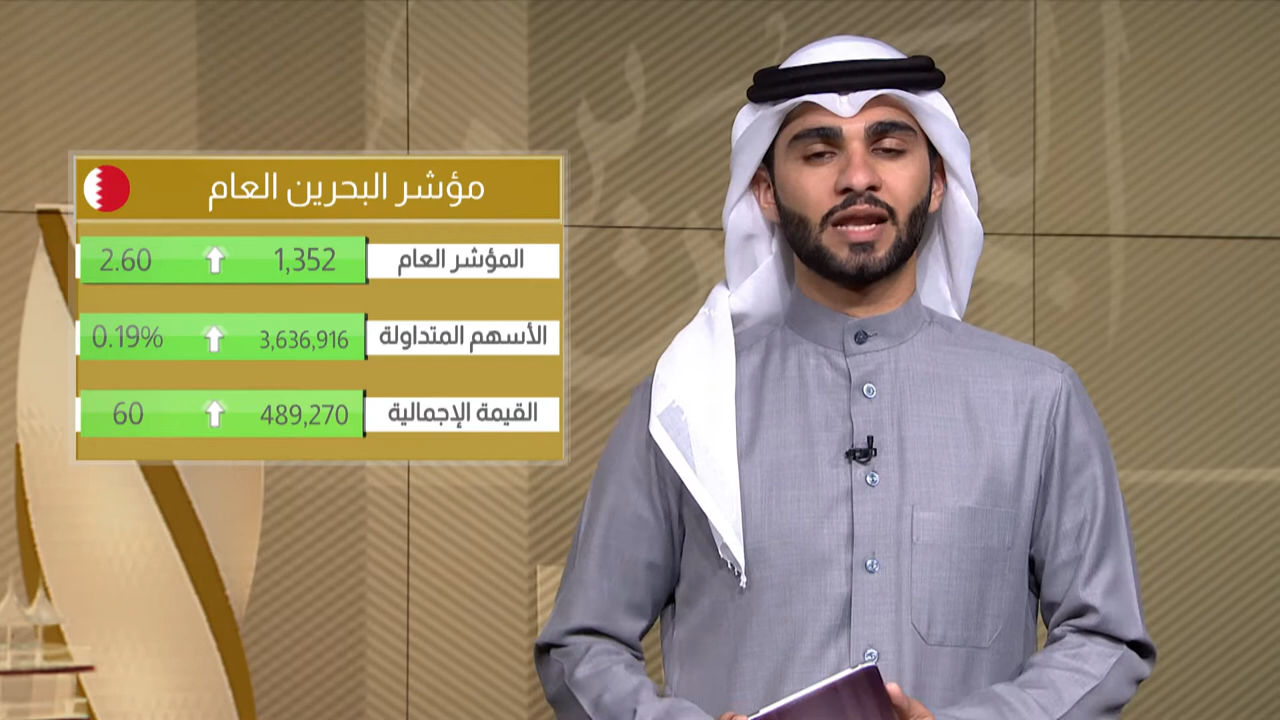 مؤشر البحرين العام
المؤشر العام 1,352 2.60
الأسهم المتداولة 3,636,916 0.19%
القيمة الإجمالية 489,270 60